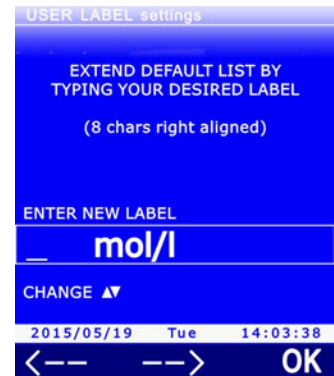 USER LABEL settings
EXTEND DEFAULT LIST BY
TYPING YOUR DESIRED LABEL
(8 chars right aligned)
ENTER NEW LABEL
_ mol/l
CHANGE ▲▼
2015/05/19 Tue 14:03:38
<-- --> OK